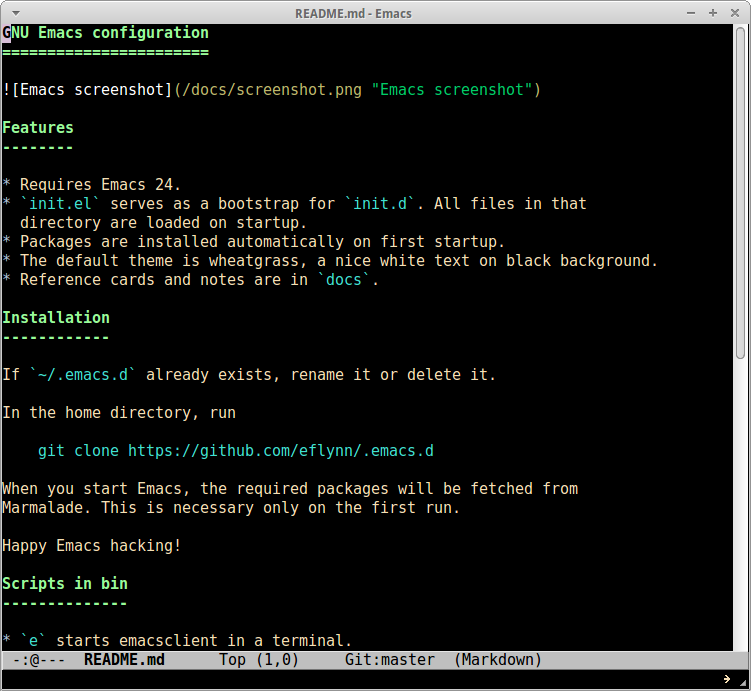 README.md - Emacs
GNU Emacs configuration
=======================
![Emacs screenshot](/docs/screenshot.png "Emacs screenshot")
Features
--------
* Requires Emacs 24.
* `init.el` serves as a bootstrap for `init.d`. All files in that
  directory are loaded on startup.
* Packages are installed automatically on first startup.
* The default theme is wheatgrass, a nice white text on black background.
* Reference cards and notes are in `docs`.
Installation
------------
If `~/.emacs.d` already exists, rename it or delete it.
In the home directory, run
    git clone https://github.com/eflynn/.emacs.d
When you start Emacs, the required packages will be fetched from
Marmalade. This is necessary only on the first run.
Happy Emacs hacking!
Scripts in bin
--------------
* `e` starts emacsclient in a terminal.
-:@---  README.md      Top (1,0)     Git:master  (Markdown)